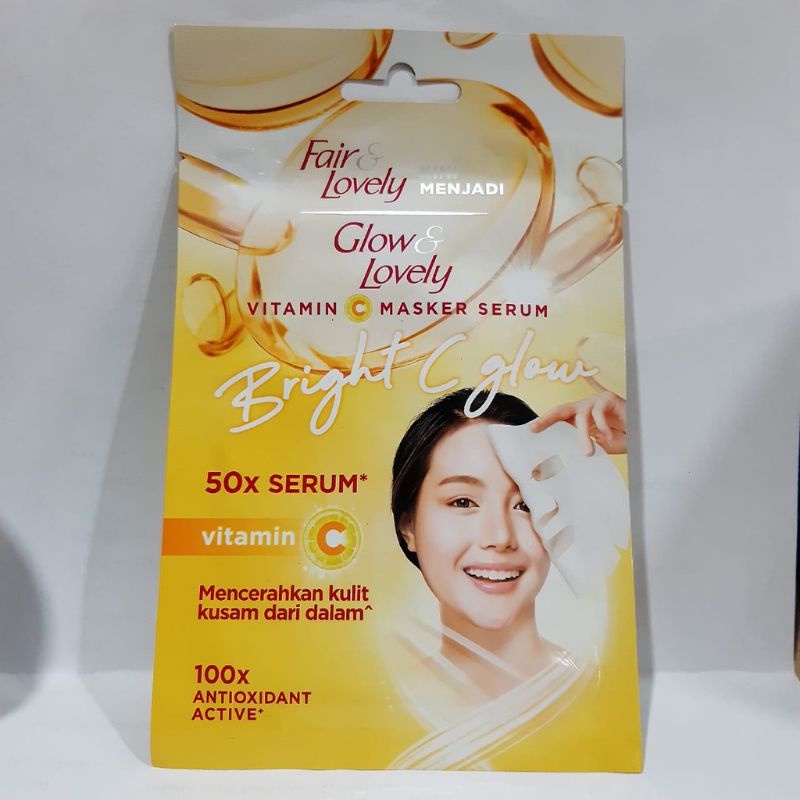 Fair & Lovely KINI MENJADI
Glow & Lovely
VITAMIN C MASKER SERUM
Bright C glow
50x SERUM*
vitamin C
Mencerahkan kulit
kusam dari dalam^
100x
ANTIOXIDANT
ACTIVE+